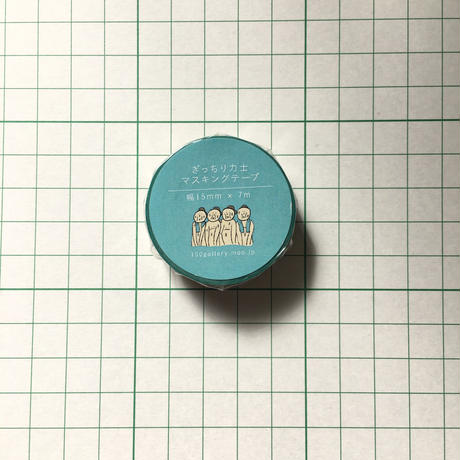 ぎっちり力士
マスキングテープ
幅15mm × 7m
100gallery.moo.jp